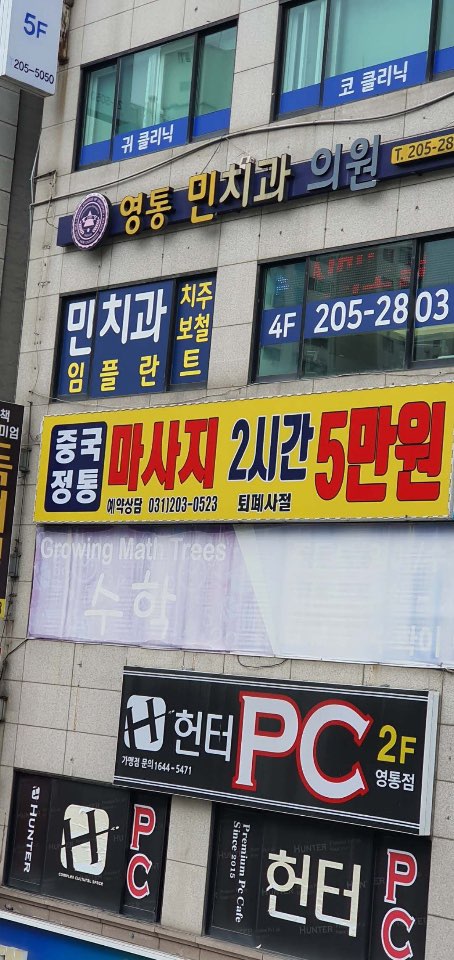 5F
205-5050
귀 클리닉
코 클리닉
영통 민치과 의원
T. 205-28
민치과
치주
보철
임플란트
4F 205-2803
중국
정통
마사지 2시간 5만원
예약상담 031)203-0523 퇴폐사절
Growing Math Trees
수학
H 헌터 PC 2F
영통점
가맹점 문의 1644-5471
HUNTER
H
COMPLEX CULTURAL SPACE
PC
Premium Pc Cafe
Since 2015
헌터
PC